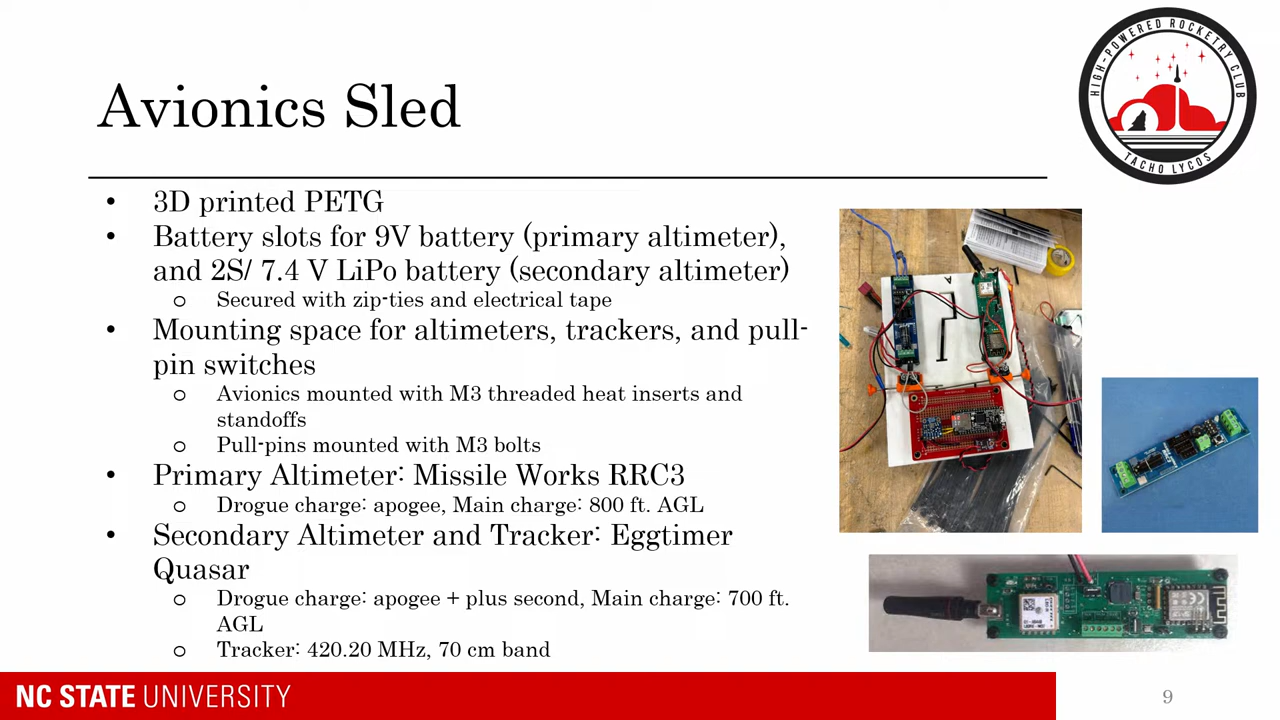 HIGH-POWERED ROCKETRY CLUB
TACHO LYCOS
Avionics Sled
• 3D printed PETG
• Battery slots for 9V battery (primary altimeter),
and 2S/ 7.4 V LiPo battery (secondary altimeter)
o Secured with zip-ties and electrical tape
• Mounting space for altimeters, trackers, and pull-
pin switches
o Avionics mounted with M3 threaded heat inserts and
standoffs
o Pull-pins mounted with M3 bolts
• Primary Altimeter: Missile Works RRC3
o Drogue charge: apogee, Main charge: 800 ft. AGL
• Secondary Altimeter and Tracker: Eggtimer
Quasar
o Drogue charge: apogee + plus second, Main charge: 700 ft.
AGL
o Tracker: 420.20 MHz, 70 cm band
A
NC STATE UNIVERSITY
9